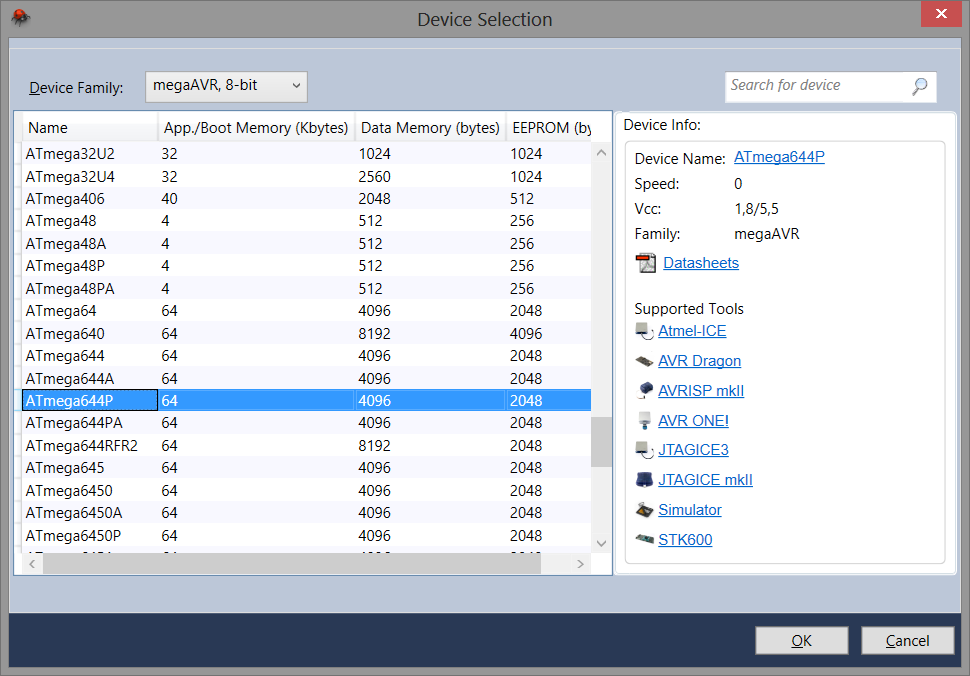 Device Selection
Device Family: megaAVR, 8-bit Search for device
Name App./Boot Memory (Kbytes) Data Memory (bytes) EEPROM (by
ATmega32U2 32 1024 1024
ATmega32U4 32 2560 1024
ATmega406 40 2048 512
ATmega48 4 512 256
ATmega48A 4 512 256
ATmega48P 4 512 256
ATmega48PA 4 512 256
ATmega64 64 4096 2048
ATmega640 64 8192 4096
ATmega644 64 4096 2048
ATmega644A 64 4096 2048
ATmega644P 64 4096 2048
ATmega644PA 64 4096 2048
ATmega644RFR2 64 8192 2048
ATmega645 64 4096 2048
ATmega6450 64 4096 2048
ATmega6450A 64 4096 2048
ATmega6450P 64 4096 2048
Device Info:
Device Name: ATmega644P
Speed: 0
Vcc: 1,8/5,5
Family: megaAVR
Datasheets
Supported Tools
Atmel-ICE
AVR Dragon
AVRISP mkII
AVR ONE!
JTAGICE3
JTAGICE mkII
Simulator
STK600
OK Cancel